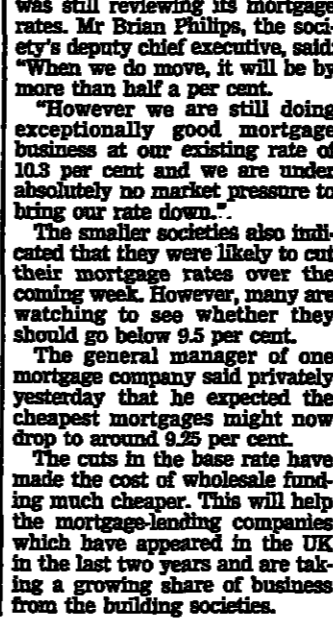 was still reviewing its mortgage
rates. Mr Brian Philips, the soci-
ety's deputy chief executive, said:
"When we do move, it will be by
more than half a per cent.
"However we are still doing
exceptionally good mortgage
business at our existing rate of
10.3 per cent and we are under
absolutely no market pressure to
bring our rate down.".
The smaller societies also indi-
cated that they were likely to cut
their mortgage rates over the
coming week. However, many are
watching to see whether they
should go below 9.5 per cent.
The general manager of one
mortgage company said privately
yesterday that he expected the
cheapest mortgages might now
drop to around 9.25 per cent.
The cuts in the base rate have
made the cost of wholesale fund-
ing much cheaper. This will help
the mortgage-lending companies
which have appeared in the UK
in the last two years and are tak-
ing a growing share of business
from the building societies.